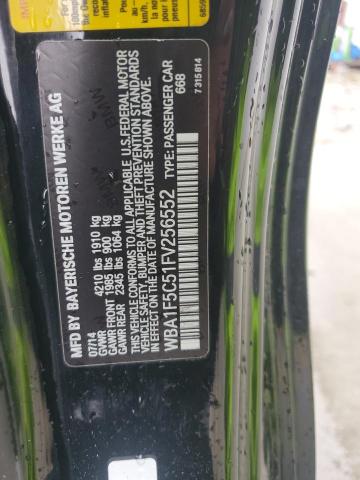 MFD BY BAYERISCHE MOTOREN WERKE AG
07/14
GVWR 4210 lbs 1910 kg
GAWR FRONT 1985 lbs 900 kg
GAWR REAR 2345 lbs 1064 kg
THIS VEHICLE CONFORMS TO ALL APPLICABLE U.S. FEDERAL MOTOR
VEHICLE SAFETY, BUMPER AND THEFT PREVENTION STANDARDS
IN EFFECT ON THE DATE OF MANUFACTURE SHOWN ABOVE.
WBA1F5C51FV256552 TYPE: PASSENGER CAR
668
7 315 814